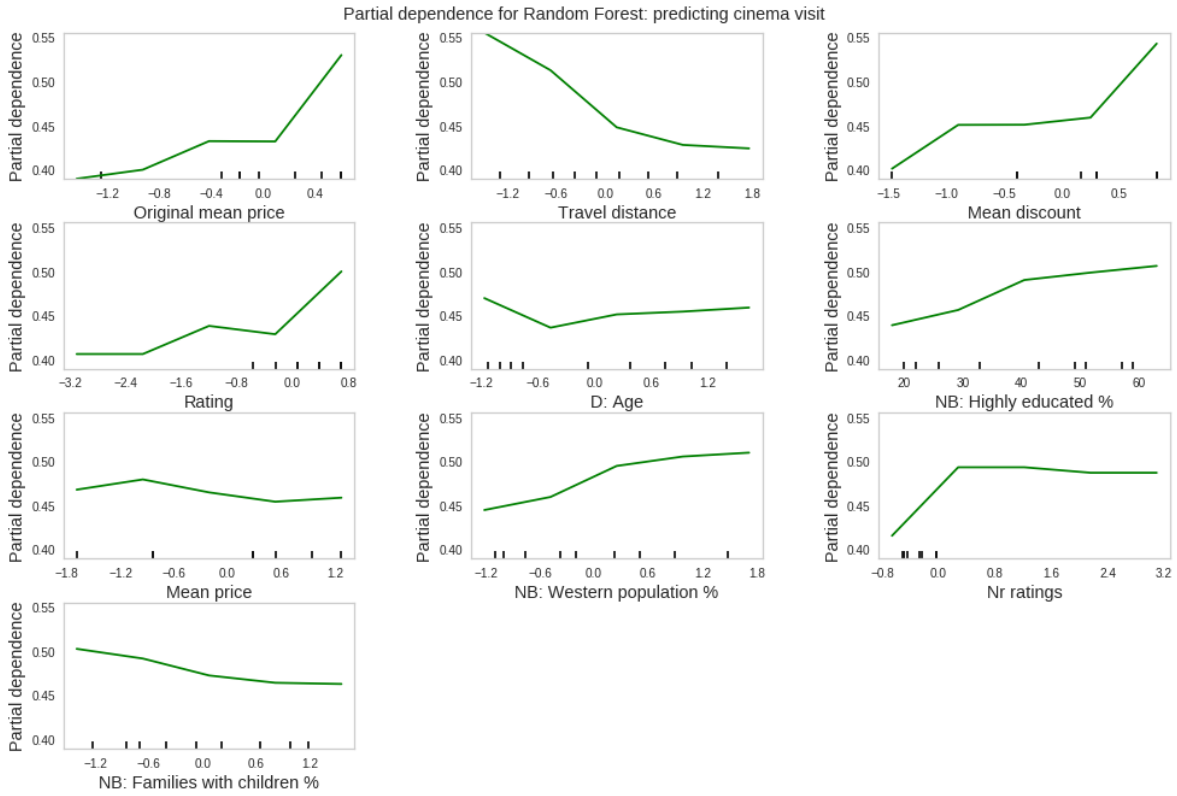 Partial dependence for Random Forest: predicting cinema visit
Partial dependence
0.55
0.50
0.45
0.40
−1.2 −0.8 −0.4 0.0 0.4
Original mean price
Partial dependence
0.55
0.50
0.45
0.40
−1.2 −0.6 0.0 0.6 1.2 1.8
Travel distance
Partial dependence
0.55
0.50
0.45
0.40
−1.5 −1.0 −0.5 0.0 0.5
Mean discount
Partial dependence
0.55
0.50
0.45
0.40
−3.2 −2.4 −1.6 −0.8 0.0 0.8
Rating
Partial dependence
0.55
0.50
0.45
0.40
−1.2 −0.6 0.0 0.6 1.2
D: Age
Partial dependence
0.55
0.50
0.45
0.40
20 30 40 50 60
NB: Highly educated %
Partial dependence
0.55
0.50
0.45
0.40
−1.8 −1.2 −0.6 0.0 0.6 1.2
Mean price
Partial dependence
0.55
0.50
0.45
0.40
−1.2 −0.6 0.0 0.6 1.2 1.8
NB: Western population %
Partial dependence
0.55
0.50
0.45
0.40
−0.8 0.0 0.8 1.6 2.4 3.2
Nr ratings
Partial dependence
0.55
0.50
0.45
0.40
−1.2 −0.6 0.0 0.6 1.2
NB: Families with children %